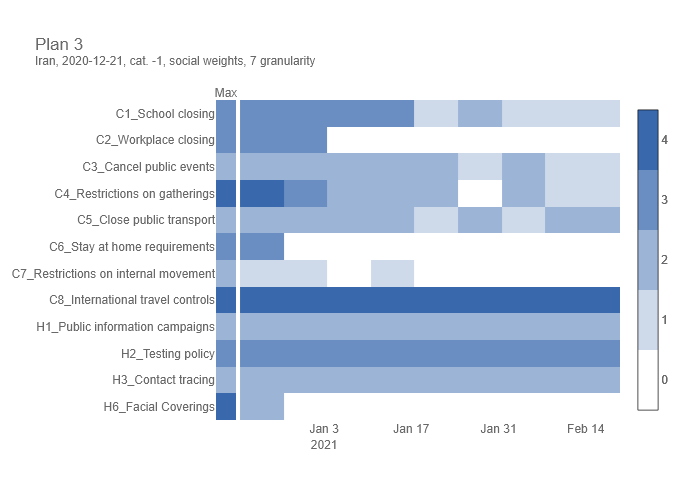 Plan 3
Iran, 2020-12-21, cat. -1, social weights, 7 granularity
Max
C1_School closing
C2_Workplace closing
C3_Cancel public events
C4_Restrictions on gatherings
C5_Close public transport
C6_Stay at home requirements
C7_Restrictions on internal movement
C8_International travel controls
H1_Public information campaigns
H2_Testing policy
H3_Contact tracing
H6_Facial Coverings
Jan 3 Jan 17 Jan 31 Feb 14
2021
4
3
2
1
0